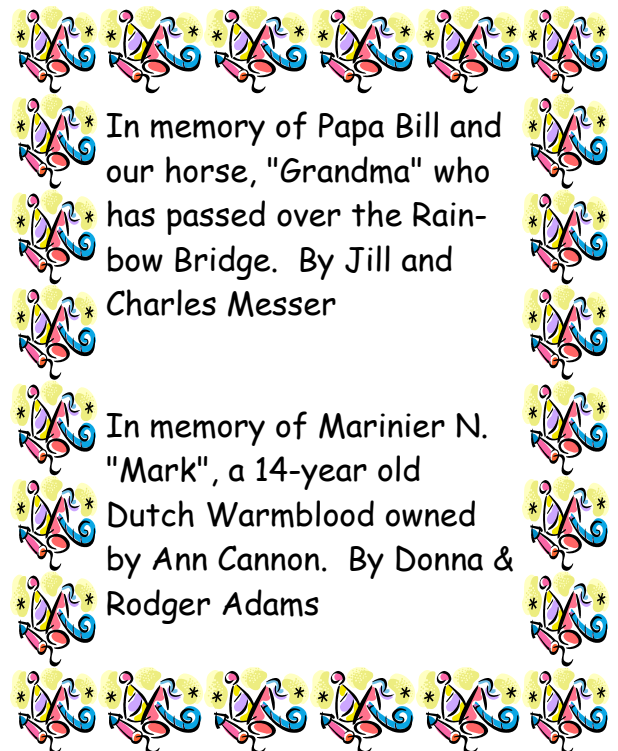 In memory of Papa Bill and
our horse, "Grandma" who
has passed over the Rain-
bow Bridge.  By Jill and
Charles Messer
In memory of Marinier N.
"Mark", a 14-year old
Dutch Warmblood owned
by Ann Cannon.  By Donna &
Rodger Adams